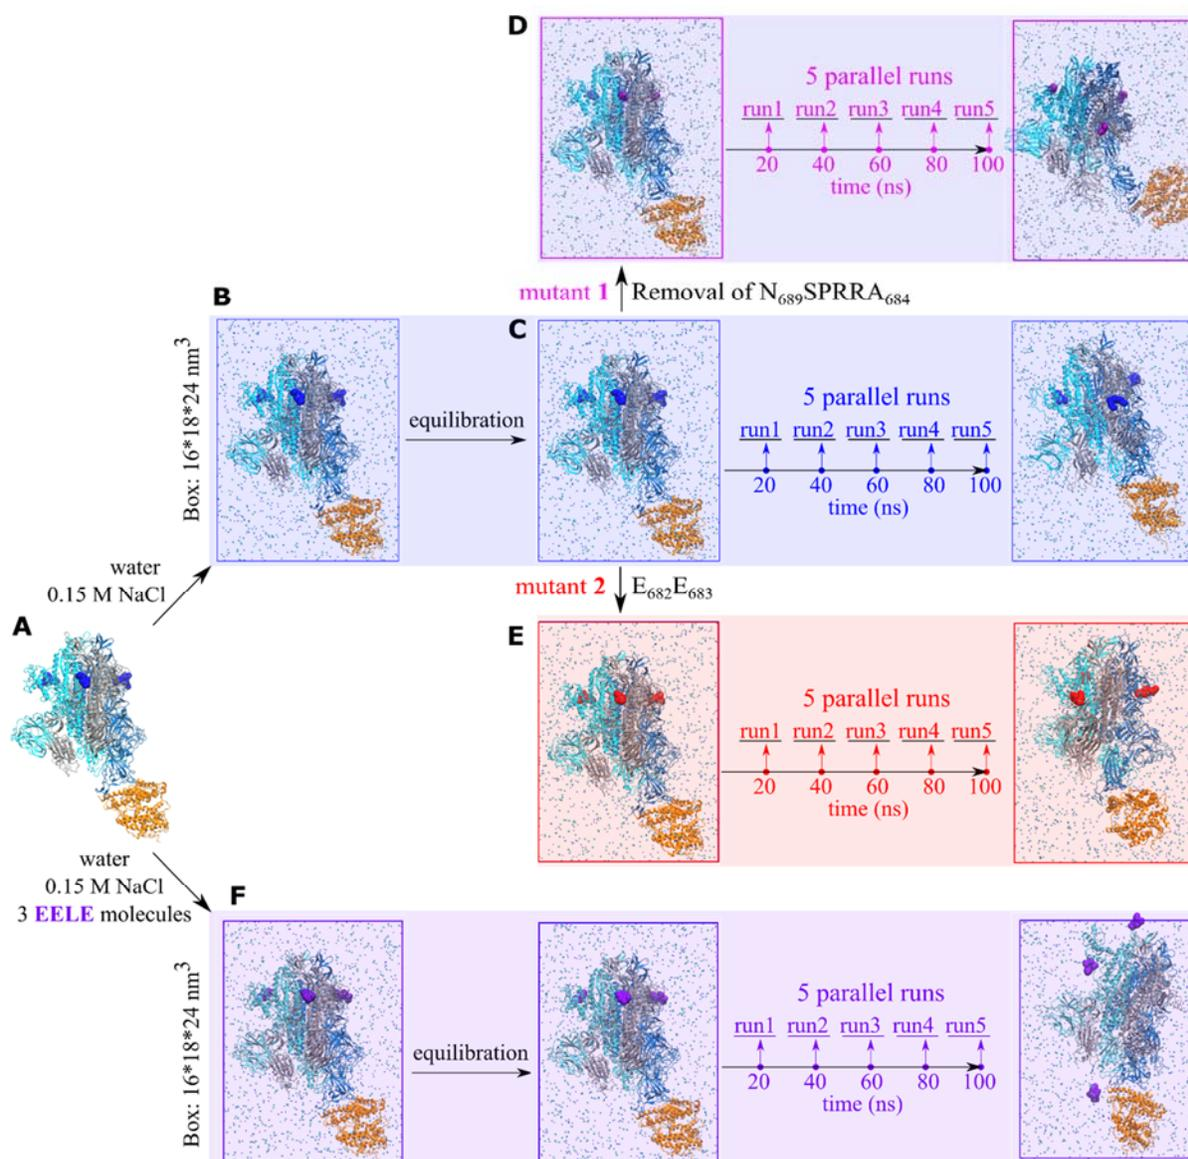 D
5 parallel runs
run1 run2 run3 run4 run5
20 40 60 80 100
time (ns)
mutant 1 Removal of N₆₈₉SPRRA₆₈₄
B
C
Box: 16*18*24 nm³
equilibration
5 parallel runs
run1 run2 run3 run4 run5
20 40 60 80 100
time (ns)
water
0.15 M NaCl
mutant 2 E₆₈₂E₆₈₃
A
E
5 parallel runs
run1 run2 run3 run4 run5
20 40 60 80 100
time (ns)
water
0.15 M NaCl
3 EELE molecules
F
Box: 16*18*24 nm³
equilibration
5 parallel runs
run1 run2 run3 run4 run5
20 40 60 80 100
time (ns)